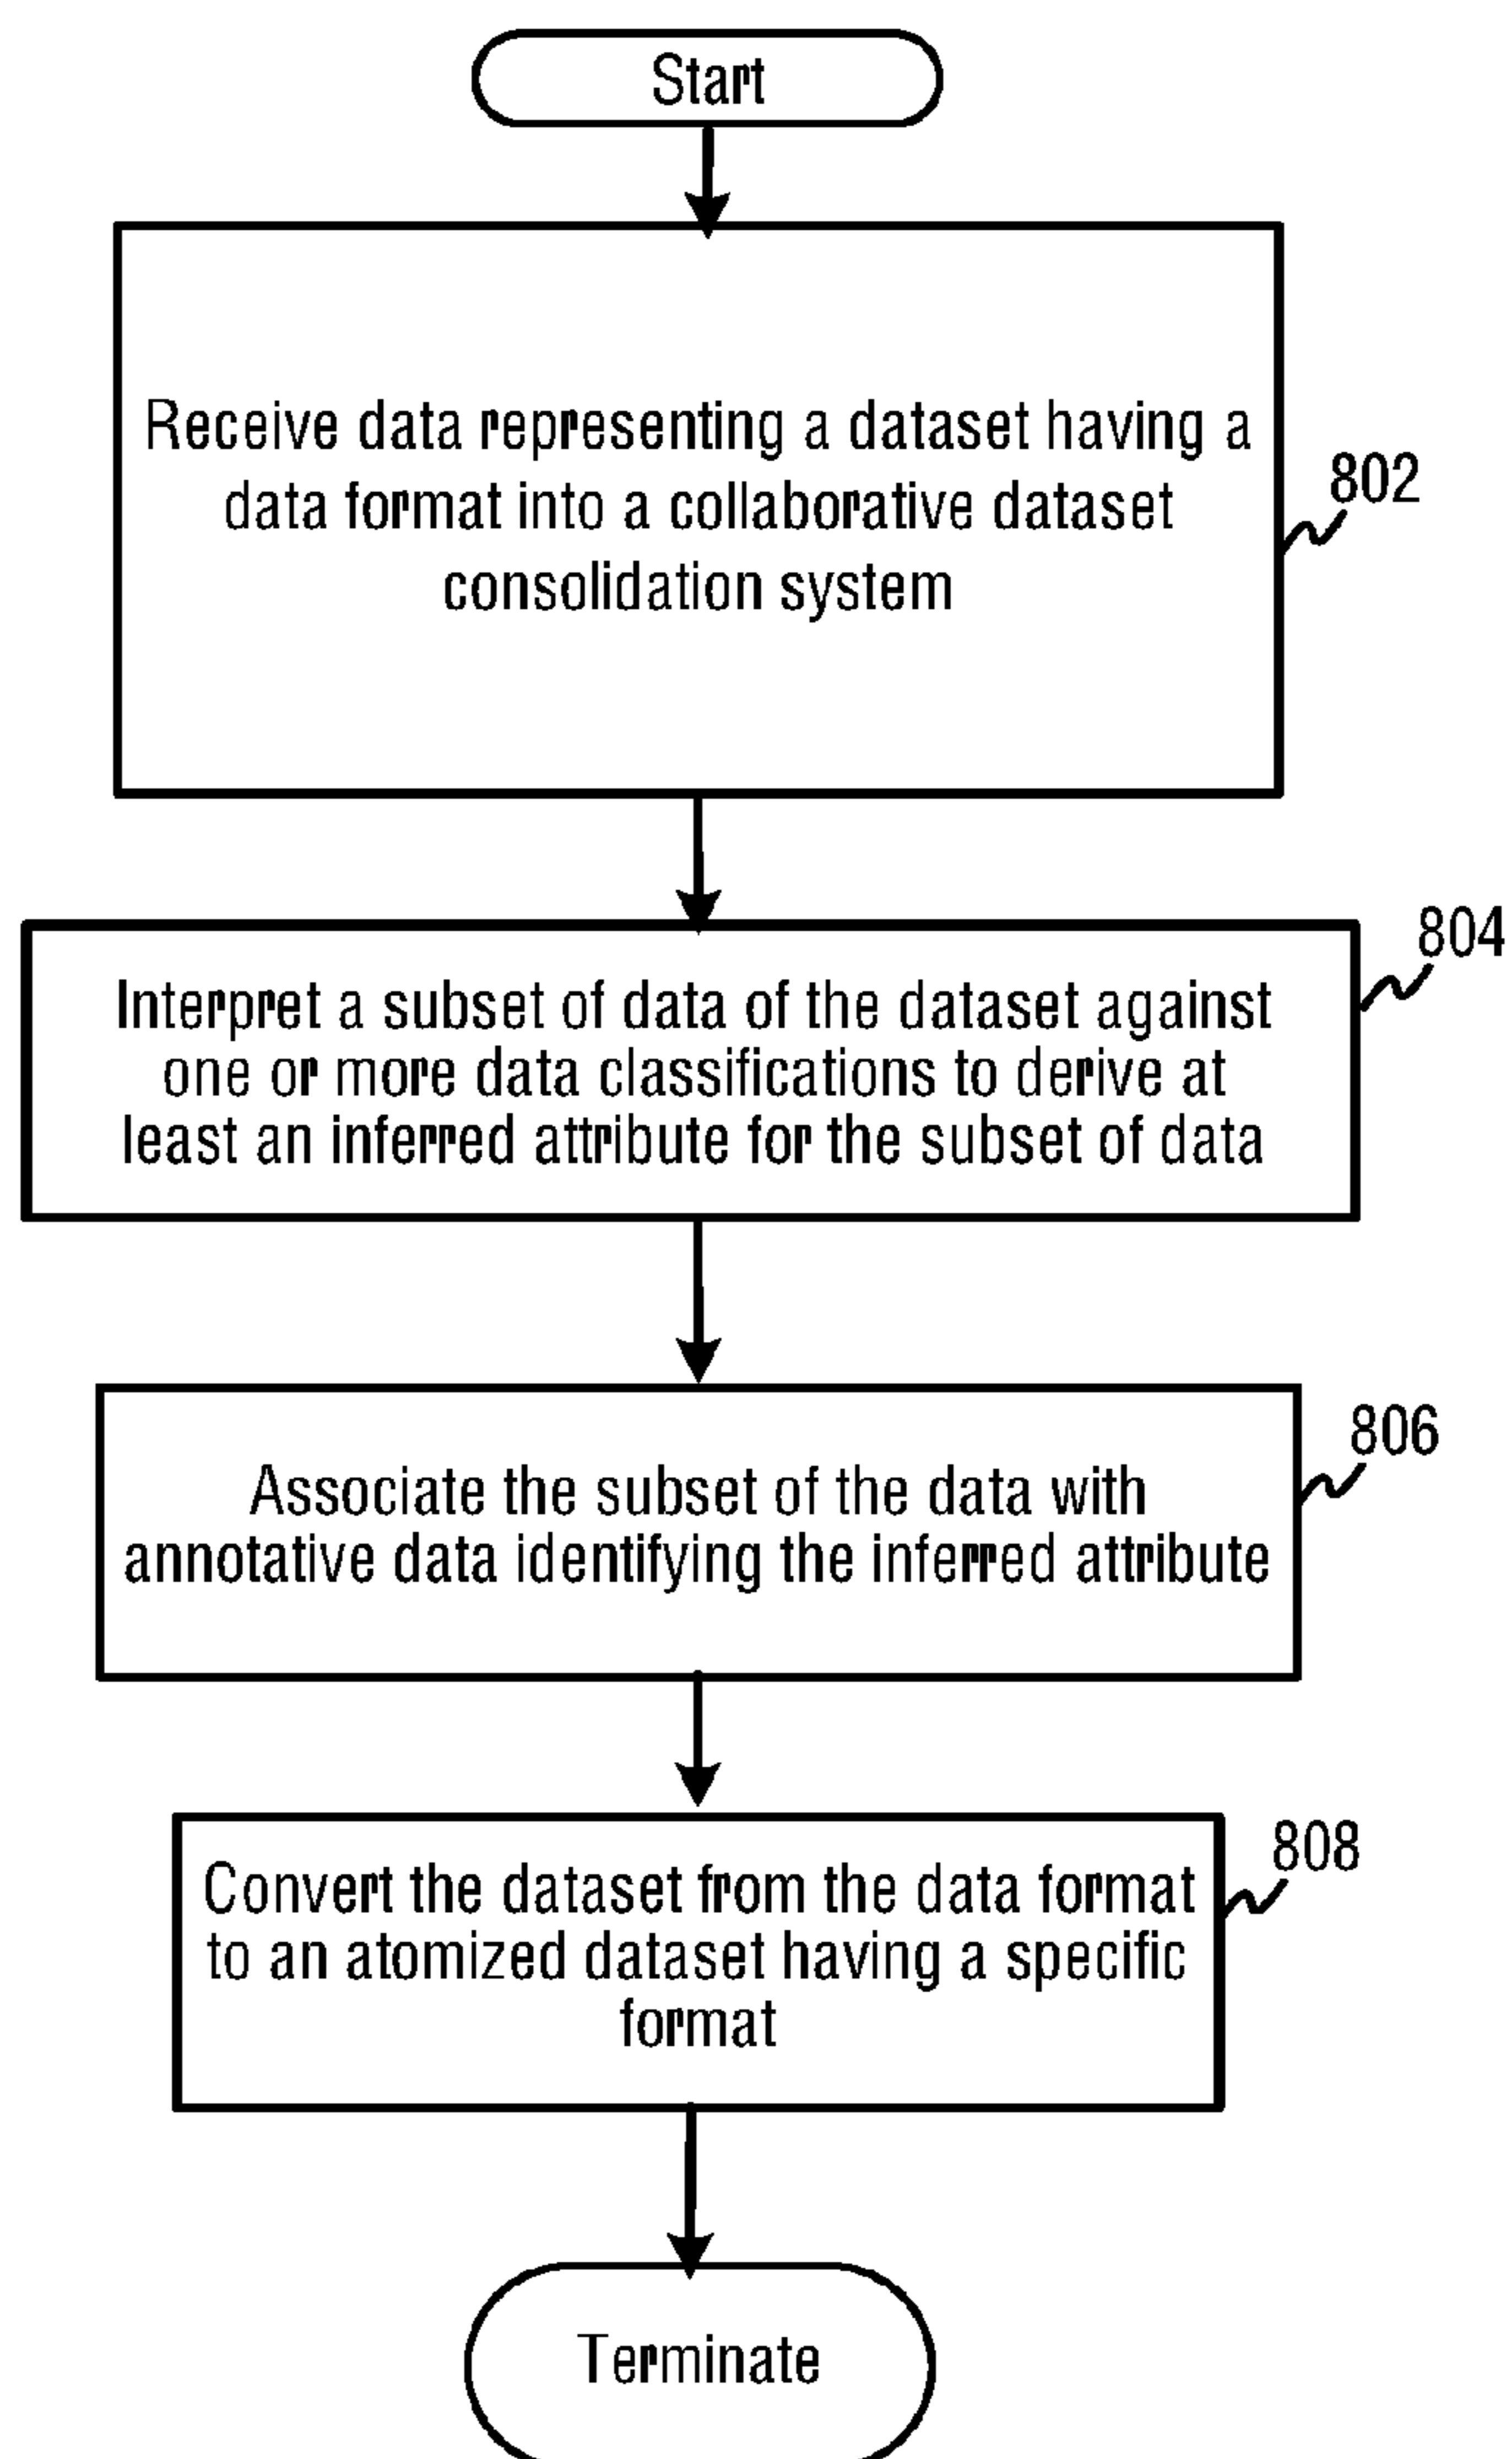 Start
Receive data representing a dataset having a
data format into a collaborative dataset
consolidation system
802
804
Interpret a subset of data of the dataset against
one or more data classifications to derive at
least an inferred attribute for the subset of data
806
Associate the subset of the data with
annotative data identifying the inferred attribute
808
Convert the dataset from the data format
to an atomized dataset having a specific
format
Terminate